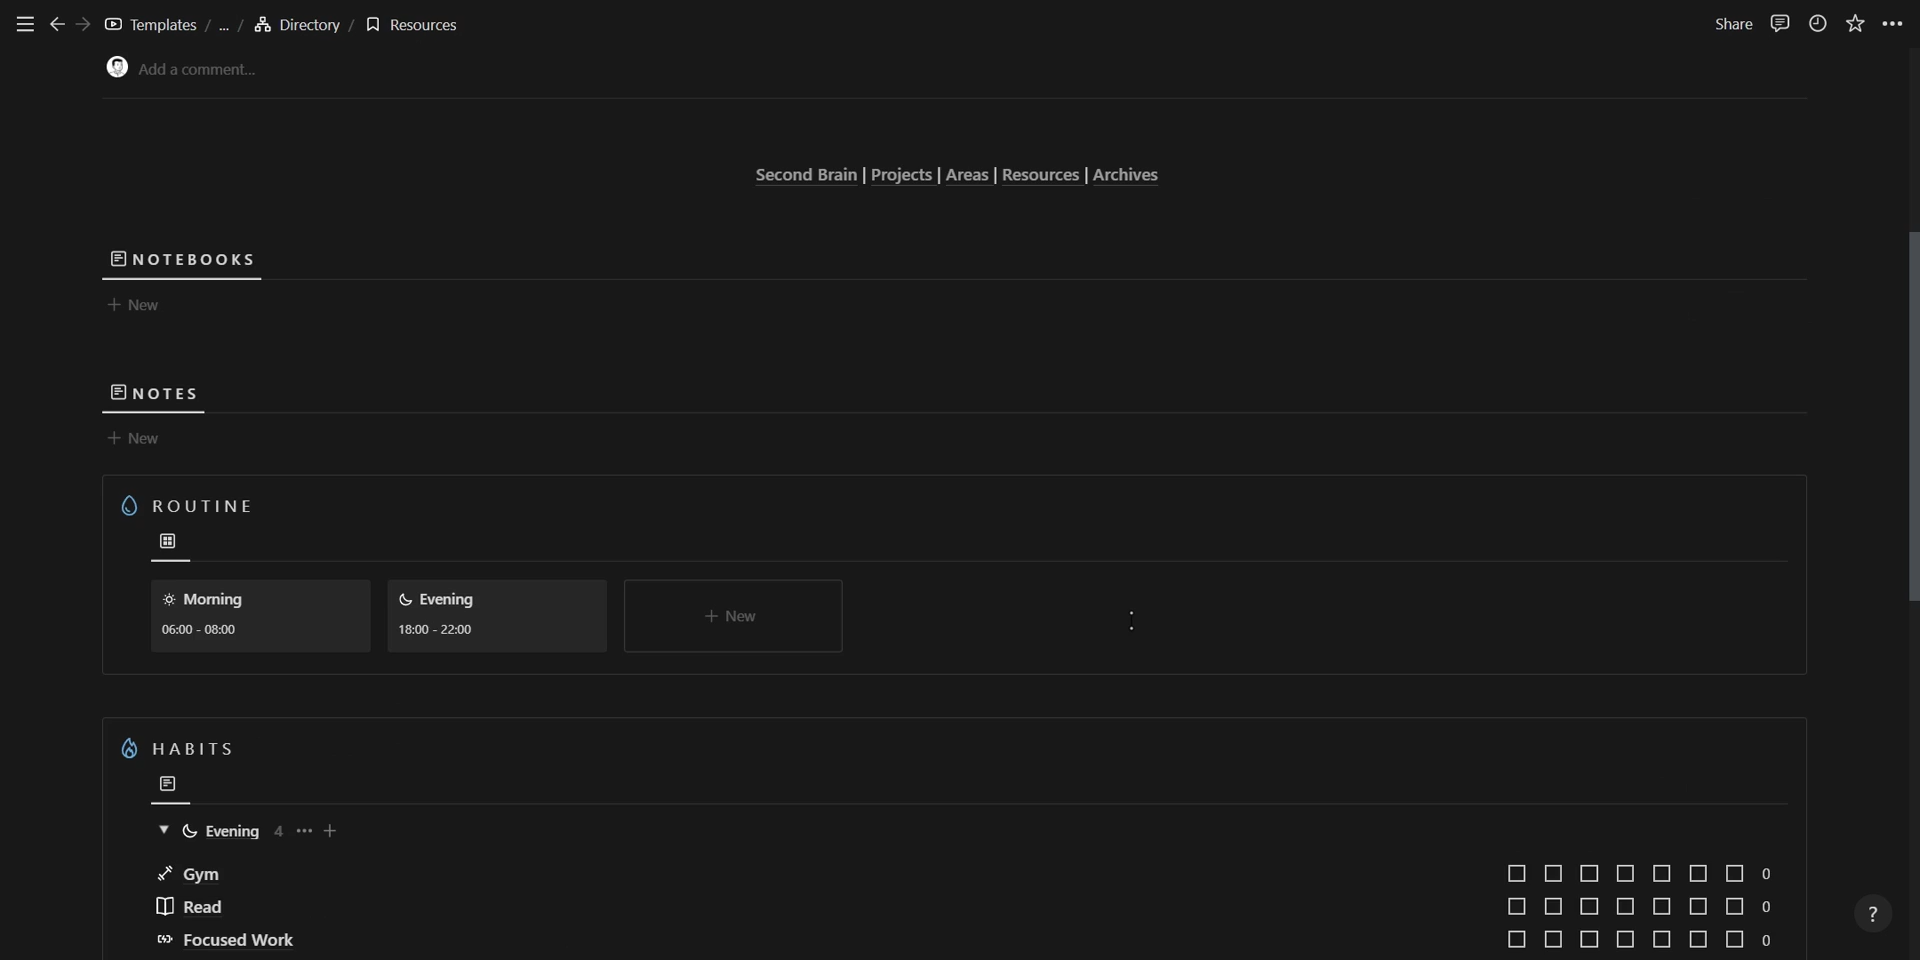 Templates / ... / Directory / Resources
Share
Add a comment...
Second Brain | Projects | Areas | Resources | Archives
NOTEBOOKS
+ New
NOTES
+ New
ROUTINE
Morning
06:00 - 08:00
Evening
18:00 - 22:00
+ New
HABITS
Evening 4 ... +
Gym 0
Read 0
Focused Work 0
?